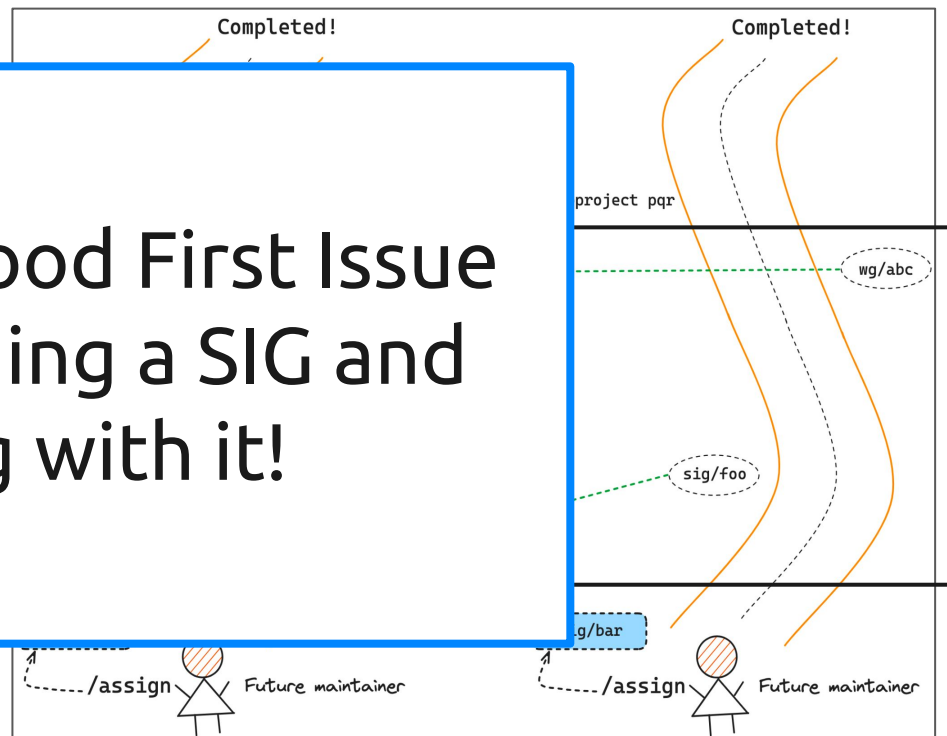 Completed!
Completed!
project pqr
wg/abc
ood First Issue
ing a SIG and
g with it!
sig/foo
g/bar
/assign
Future maintainer
/assign
Future maintainer